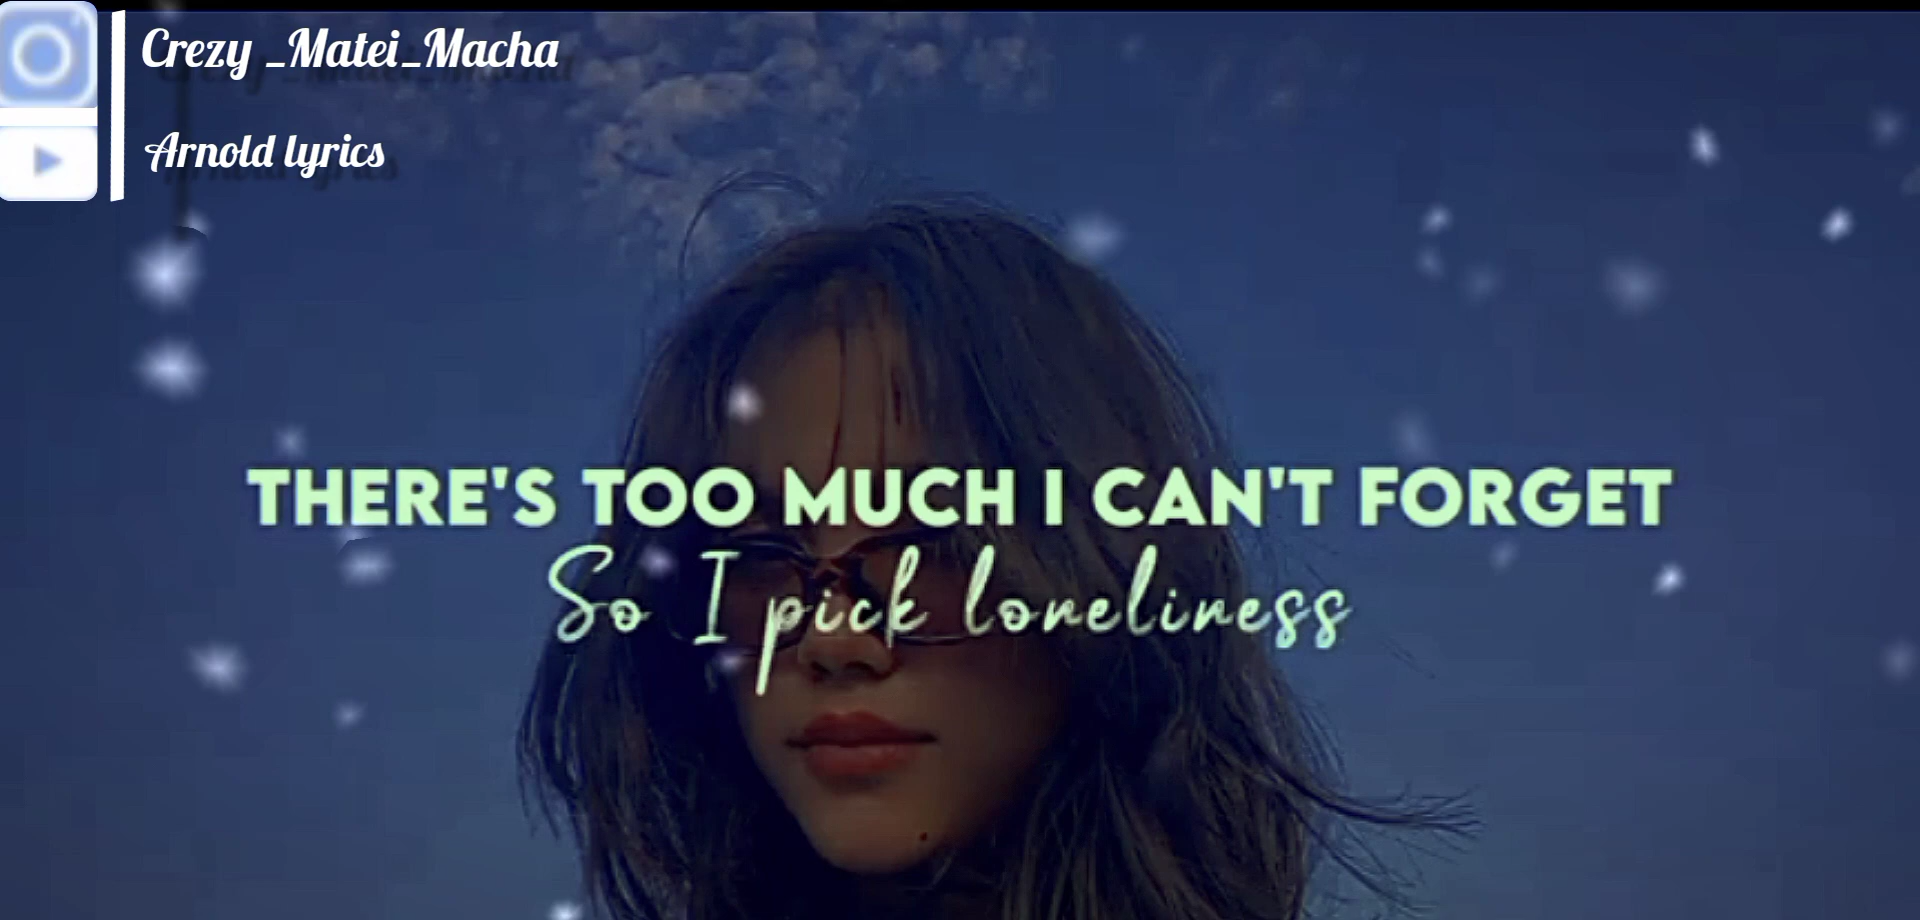 Crezy _Matei_Macha
Arnold lyrics
THERE'S TOO MUCH I CAN'T FORGET
So I pick loneliness